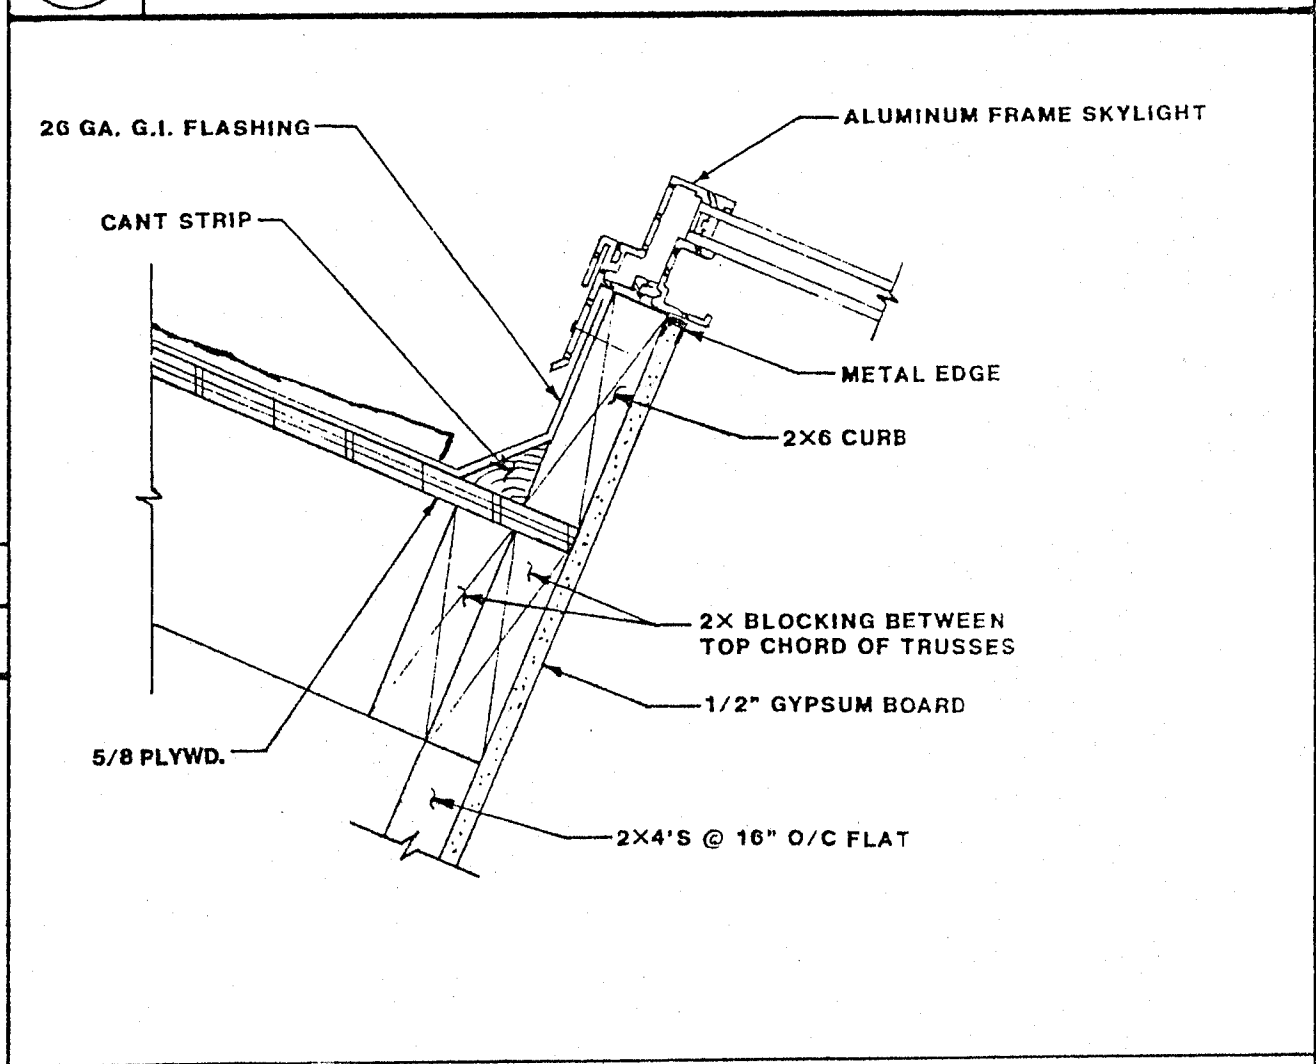 26 GA. G.I. FLASHING
ALUMINUM FRAME SKYLIGHT
CANT STRIP
METAL EDGE
2X6 CURB
2X BLOCKING BETWEEN
TOP CHORD OF TRUSSES
1/2" GYPSUM BOARD
5/8 PLYWD.
2X4'S @ 16" O/C FLAT